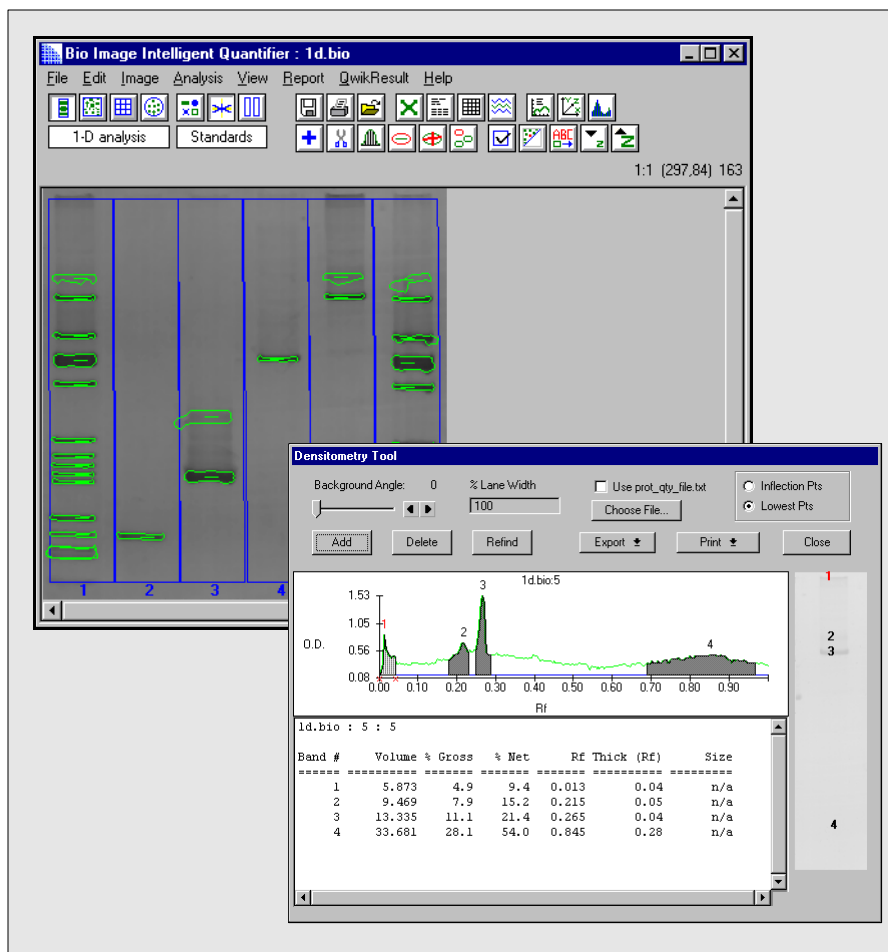 Bio Image Intelligent Quantifier : 1d.bio
File Edit Image Analysis View Report QwikResult Help
1-D analysis Standards
ABC
z z
1:1 (297,84) 163
1 2 3 4
Densitometry Tool
Background Angle: 0 % Lane Width Use prot_qty_file.txt Inflection Pts
100 Choose File... Lowest Pts
Add Delete Refind Export Print Close
1d.bio:5
1.53
1.05
0.56
0.08
O.D.
1 2 3 4
0.00 0.10 0.20 0.30 0.40 0.50 0.60 0.70 0.80 0.90
Rf
1
2
3
4
1d.bio : 5 : 5
Band # Volume % Gross % Net Rf Thick (Rf) Size
====== ========== ======= ======= ======= ========== =========
1 5.873 4.9 9.4 0.013 0.04 n/a
2 9.469 7.9 15.2 0.215 0.05 n/a
3 13.335 11.1 21.4 0.265 0.04 n/a
4 33.681 28.1 54.0 0.845 0.28 n/a